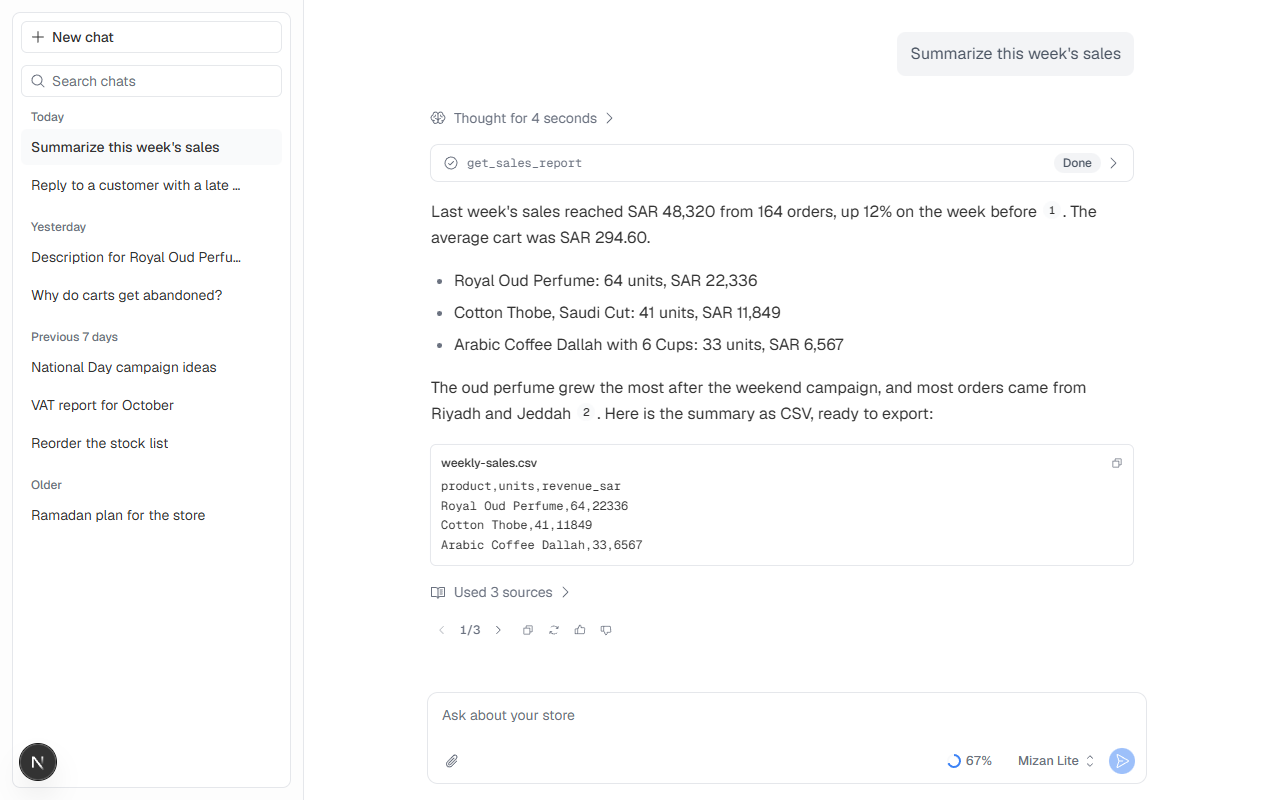 New chat
Search chats
Today
Summarize this week's sales
Reply to a customer with a late …
Yesterday
Description for Royal Oud Perfu…
Why do carts get abandoned?
Previous 7 days
National Day campaign ideas
VAT report for October
Reorder the stock list
Older
Ramadan plan for the store
N
Summarize this week's sales
Thought for 4 seconds
get_sales_report
Done
Last week's sales reached SAR 48,320 from 164 orders, up 12% on the week before 1 . The
average cart was SAR 294.60.
Royal Oud Perfume: 64 units, SAR 22,336
Cotton Thobe, Saudi Cut: 41 units, SAR 11,849
Arabic Coffee Dallah with 6 Cups: 33 units, SAR 6,567
The oud perfume grew the most after the weekend campaign, and most orders came from
Riyadh and Jeddah 2 . Here is the summary as CSV, ready to export:
weekly-sales.csv
product,units,revenue_sar
Royal Oud Perfume,64,22336
Cotton Thobe,41,11849
Arabic Coffee Dallah,33,6567
Used 3 sources
1/3
Ask about your store
67%
Mizan Lite